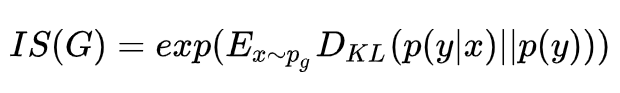 IS(G) = exp(E_{x∼p_g} D_{KL}(p(y|x)||p(y)))